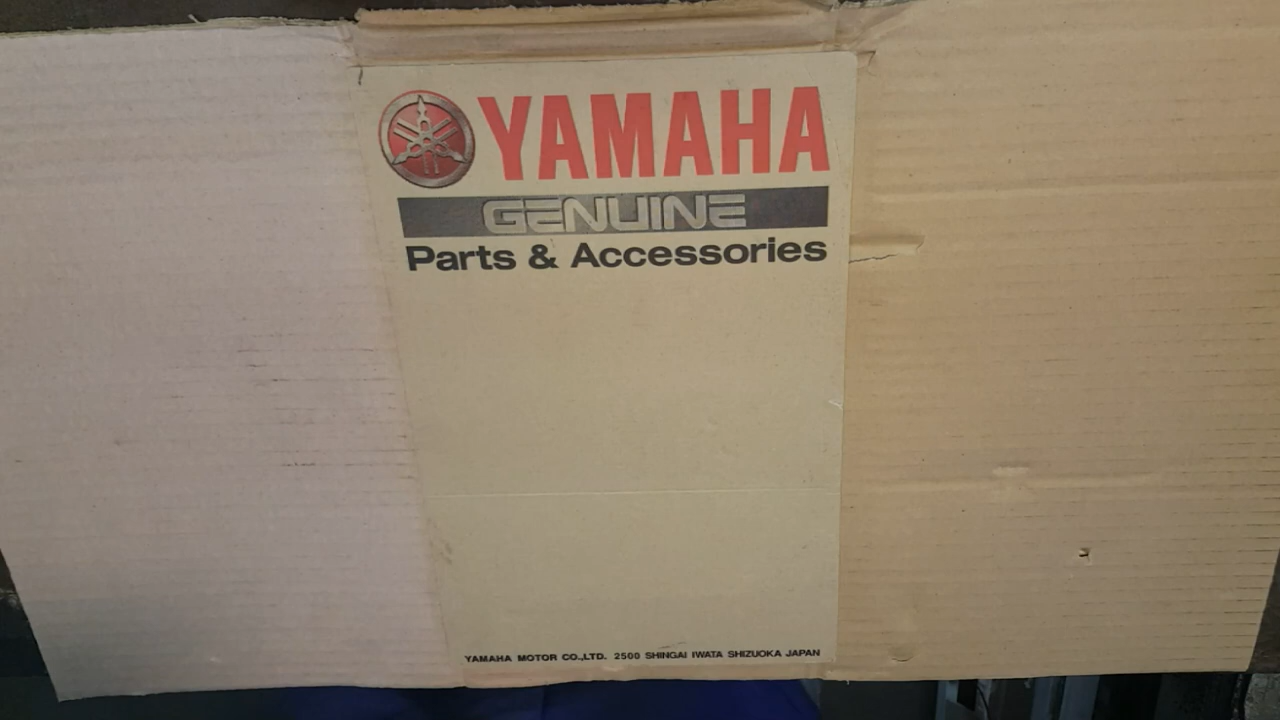 YAMAHA
GENUINE
Parts & Accessories
YAMAHA MOTOR CO.,LTD. 2500 SHINGAI IWATA SHIZUOKA JAPAN